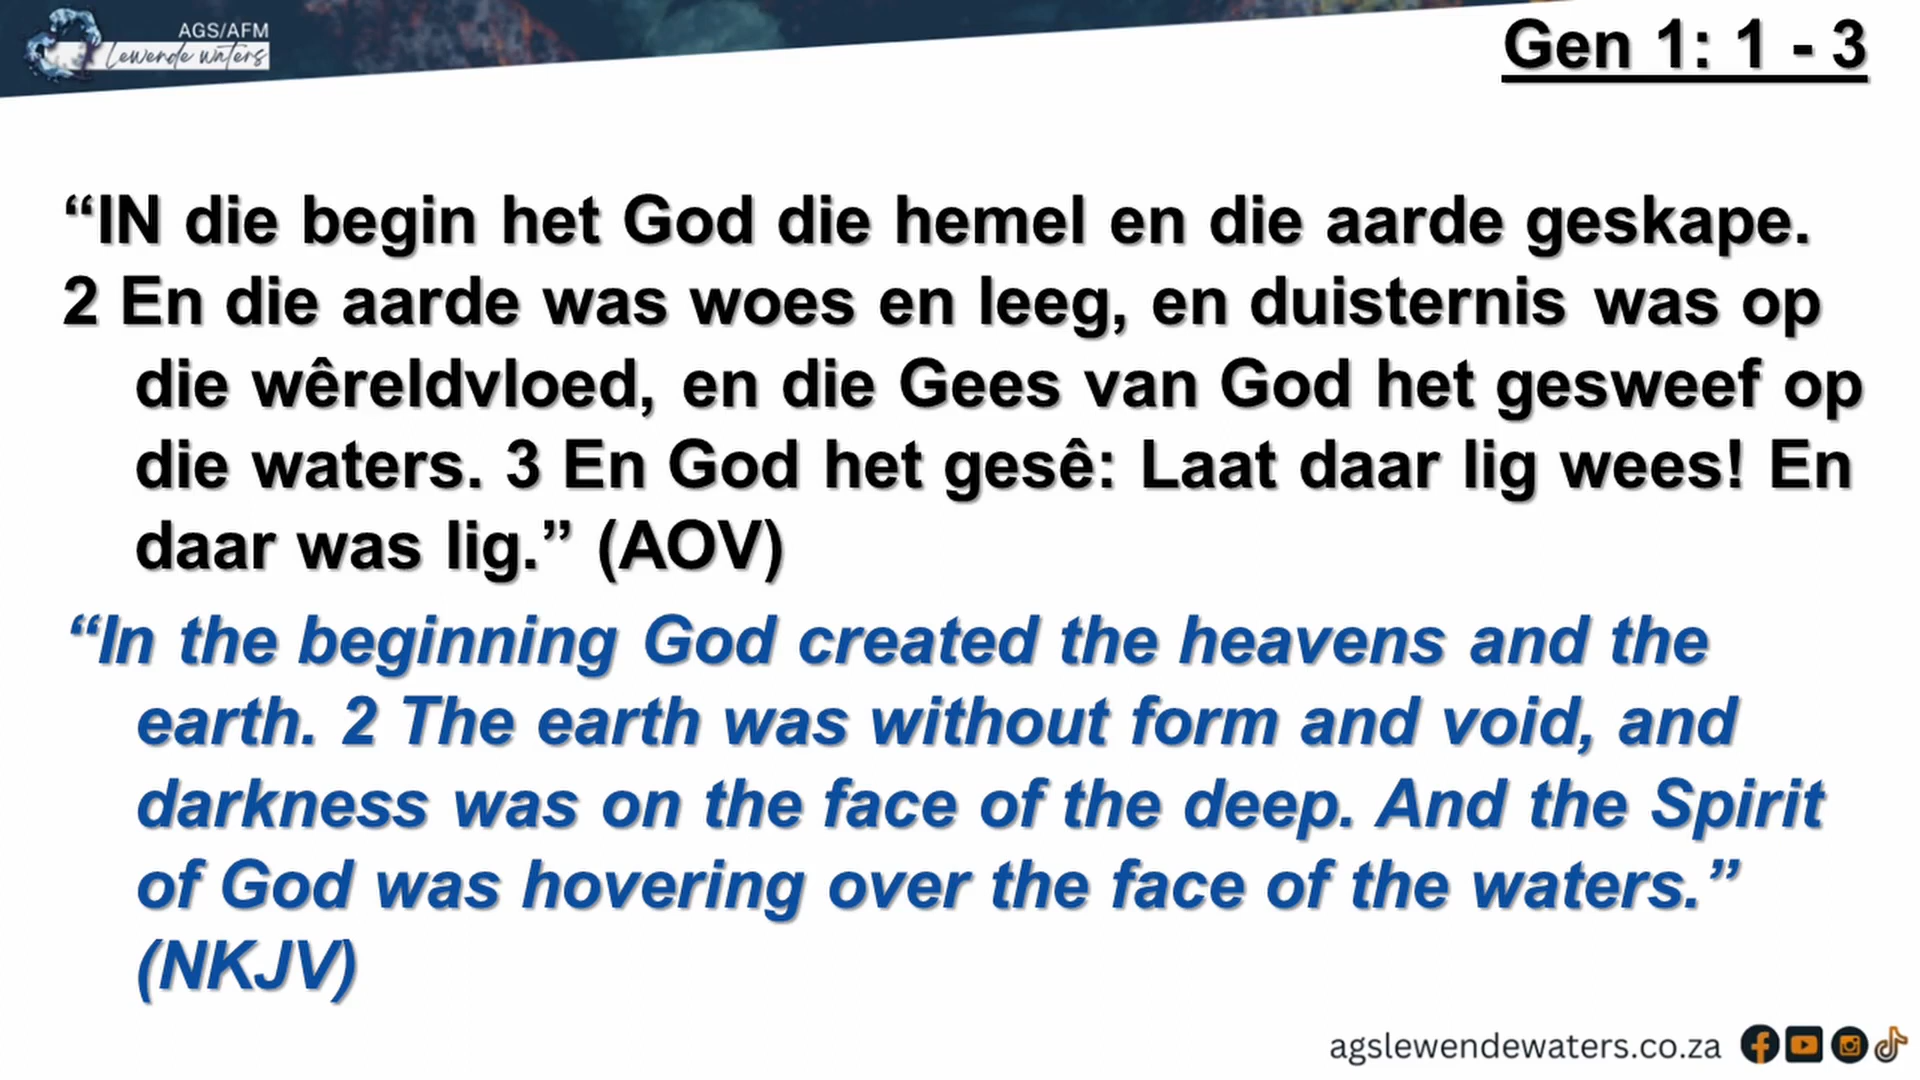 AGS/AFM
Lewende waters
Gen 1: 1 - 3
“IN die begin het God die hemel en die aarde geskape.
2 En die aarde was woes en leeg, en duisternis was op
die wêreldvloed, en die Gees van God het gesweef op
die waters. 3 En God het gesê: Laat daar lig wees! En
daar was lig.” (AOV)
“In the beginning God created the heavens and the
earth. 2 The earth was without form and void, and
darkness was on the face of the deep. And the Spirit
of God was hovering over the face of the waters.”
(NKJV)
agslewendewaters.co.za